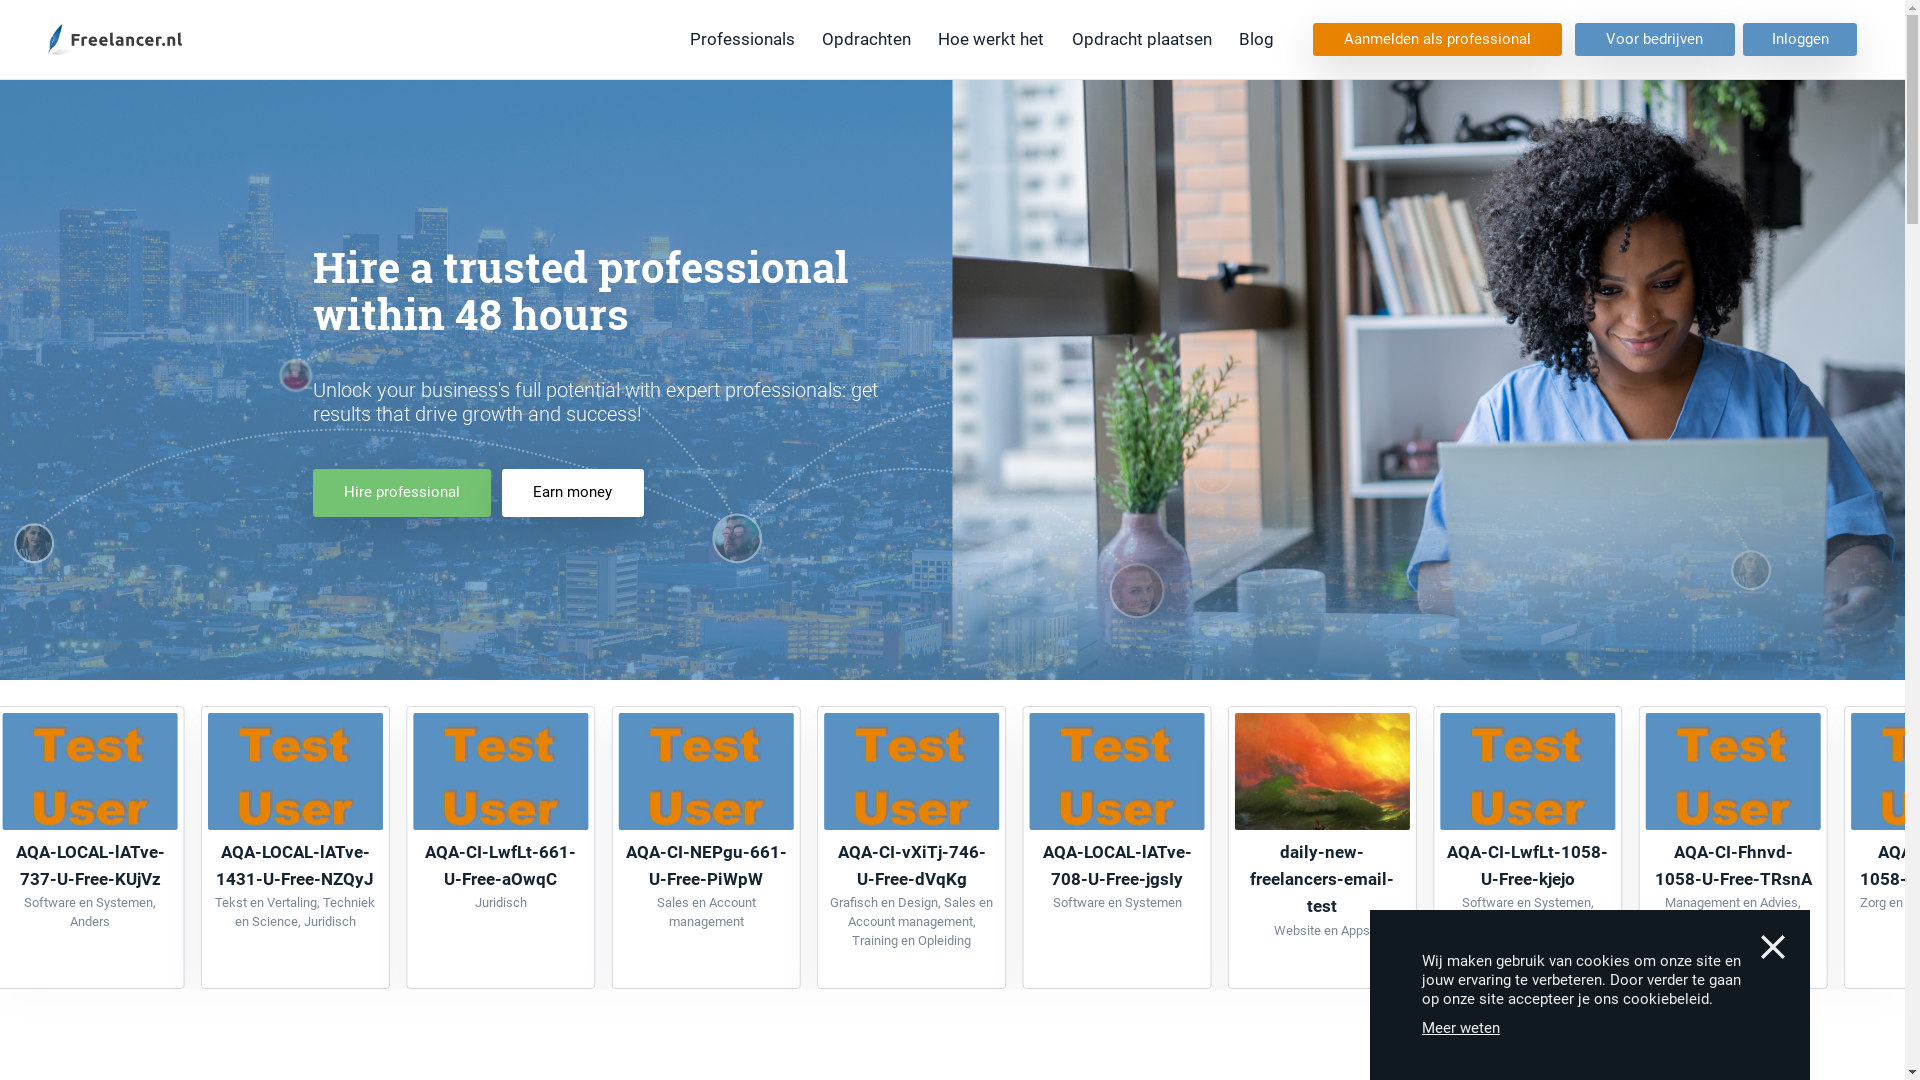 Freelancer.nl
Professionals
Opdrachten
Hoe werkt het
Opdracht plaatsen
Blog
Aanmelden als professional
Voor bedrijven
Inloggen
Hire a trusted professional
within 48 hours
Unlock your business's full potential with expert professionals: get
results that drive growth and success!
Hire professional
Earn money
Test
User
AQA-LOCAL-lATve-
737-U-Free-KUjVz
Software en Systemen,
Anders
Test
User
AQA-LOCAL-lATve-
1431-U-Free-NZQyJ
Tekst en Vertaling, Techniek
en Science, Juridisch
Test
User
AQA-CI-LwfLt-661-
U-Free-aOwqC
Juridisch
Test
User
AQA-CI-NEPgu-661-
U-Free-PiWpW
Sales en Account
management
Test
User
AQA-CI-vXiTj-746-
U-Free-dVqKg
Grafisch en Design, Sales en
Account management,
Training en Opleiding
Test
User
AQA-LOCAL-lATve-
708-U-Free-jgsIy
Software en Systemen
daily-new-
freelancers-email-
test
Website en Apps
Test
User
AQA-CI-LwfLt-1058-
U-Free-kjejo
Software en Systemen,
Test
User
AQA-CI-Fhnvd-
1058-U-Free-TRsnA
Management en Advies,
1058-
Zorg en
Wij maken gebruik van cookies om onze site en
jouw ervaring te verbeteren. Door verder te gaan
op onze site accepteer je ons cookiebeleid.
Meer weten